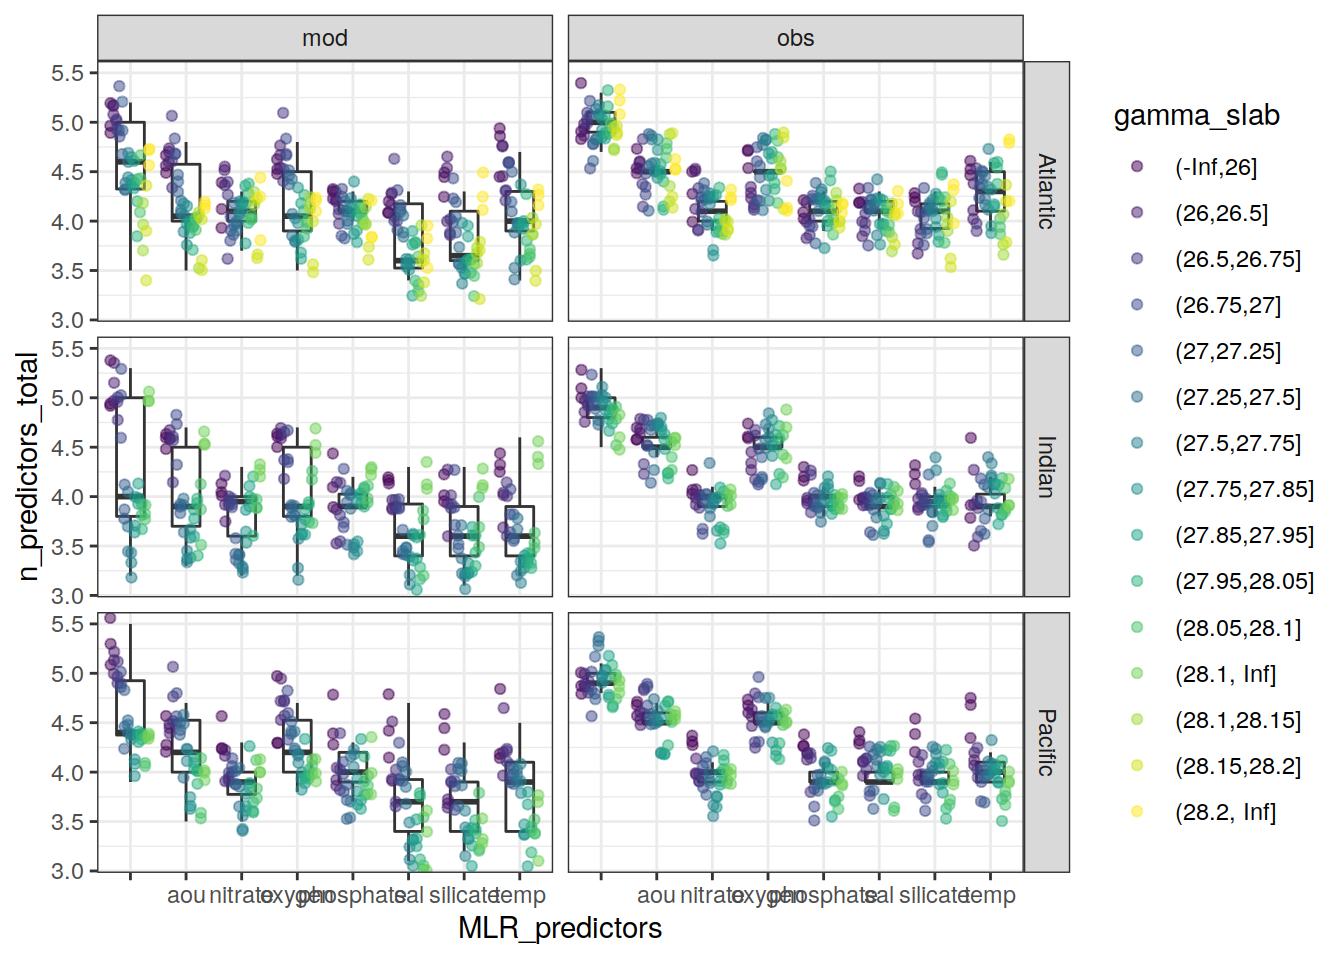 mod
obs
5.5
5.0
4.5
4.0
3.5
3.0
Atlantic
5.5
5.0
4.5
4.0
3.5
3.0
Indian
5.5
5.0
4.5
4.0
3.5
3.0
Pacific
n_predictors_total
aou nitrate oxygen phosphate sal silicate temp
aou nitrate oxygen phosphate sal silicate temp
MLR_predictors
gamma_slab
(-Inf,26]
(26,26.5]
(26.5,26.75]
(26.75,27]
(27,27.25]
(27.25,27.5]
(27.5,27.75]
(27.75,27.85]
(27.85,27.95]
(27.95,28.05]
(28.05,28.1]
(28.1, Inf]
(28.1,28.15]
(28.15,28.2]
(28.2, Inf]